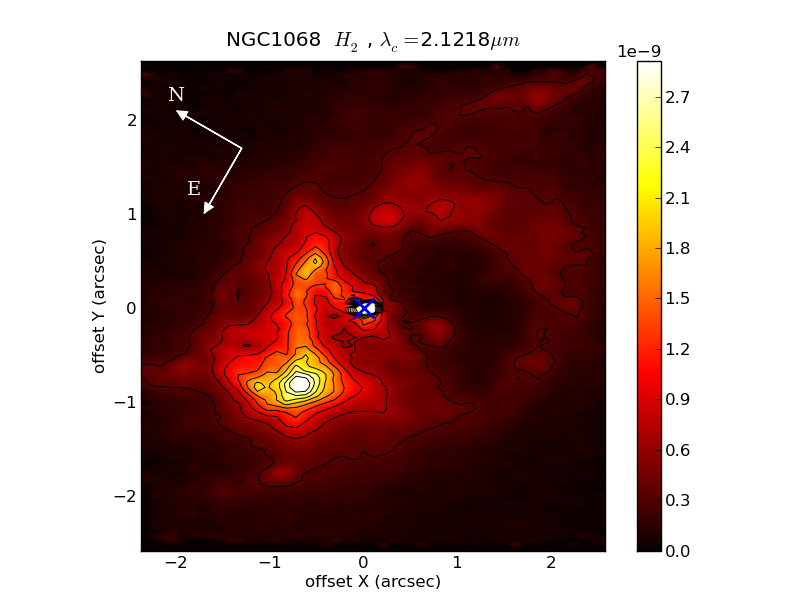 NGC1068 H₂ , λ_c = 2.1218μm
1e−9
N
E
2
1
0
−1
−2
offset Y (arcsec)
−2 −1 0 1 2
offset X (arcsec)
2.7
2.4
2.1
1.8
1.5
1.2
0.9
0.6
0.3
0.0